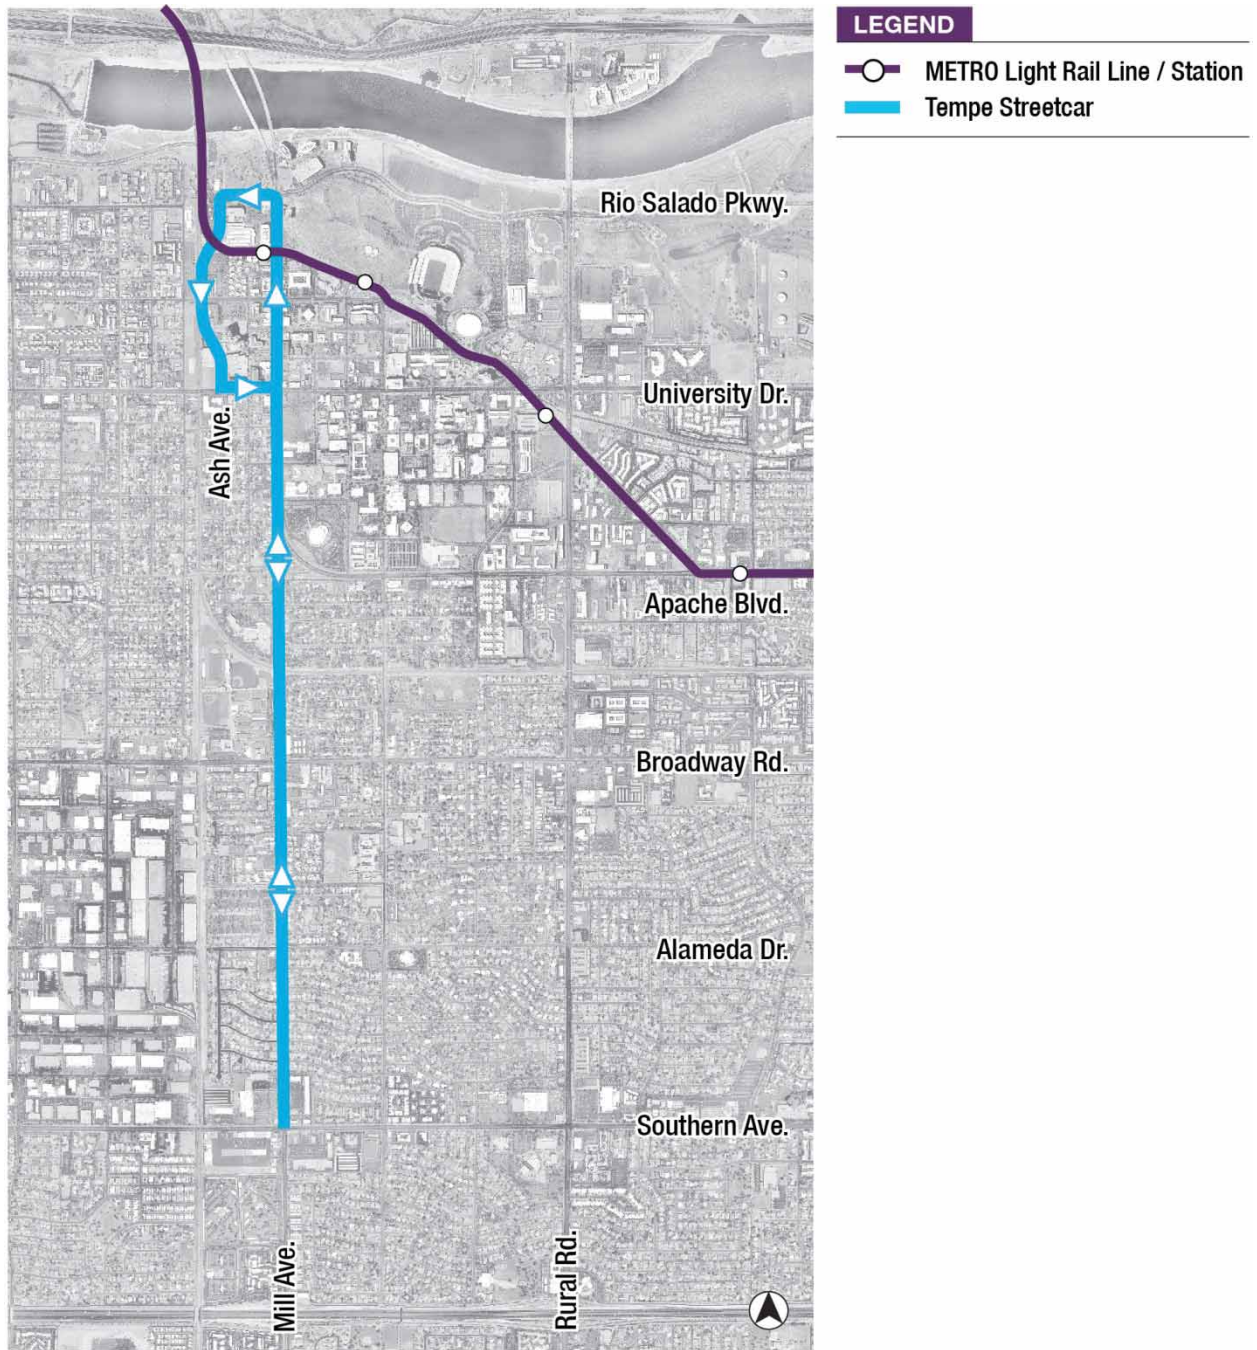 LEGEND
METRO Light Rail Line / Station
Tempe Streetcar
Rio Salado Pkwy.
University Dr.
Ash Ave.
Apache Blvd.
Broadway Rd.
Alameda Dr.
Southern Ave.
Mill Ave.
Rural Rd.